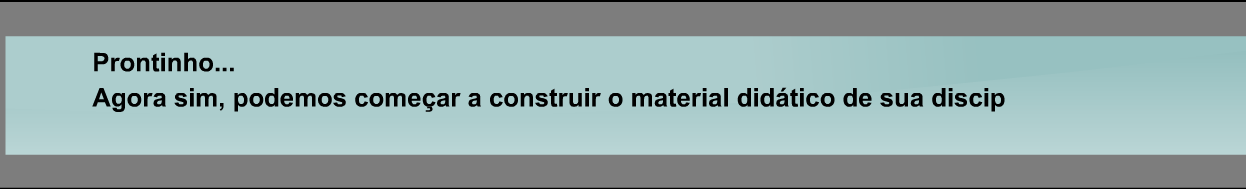 Prontinho...
Agora sim, podemos começar a construir o material didático de sua discip